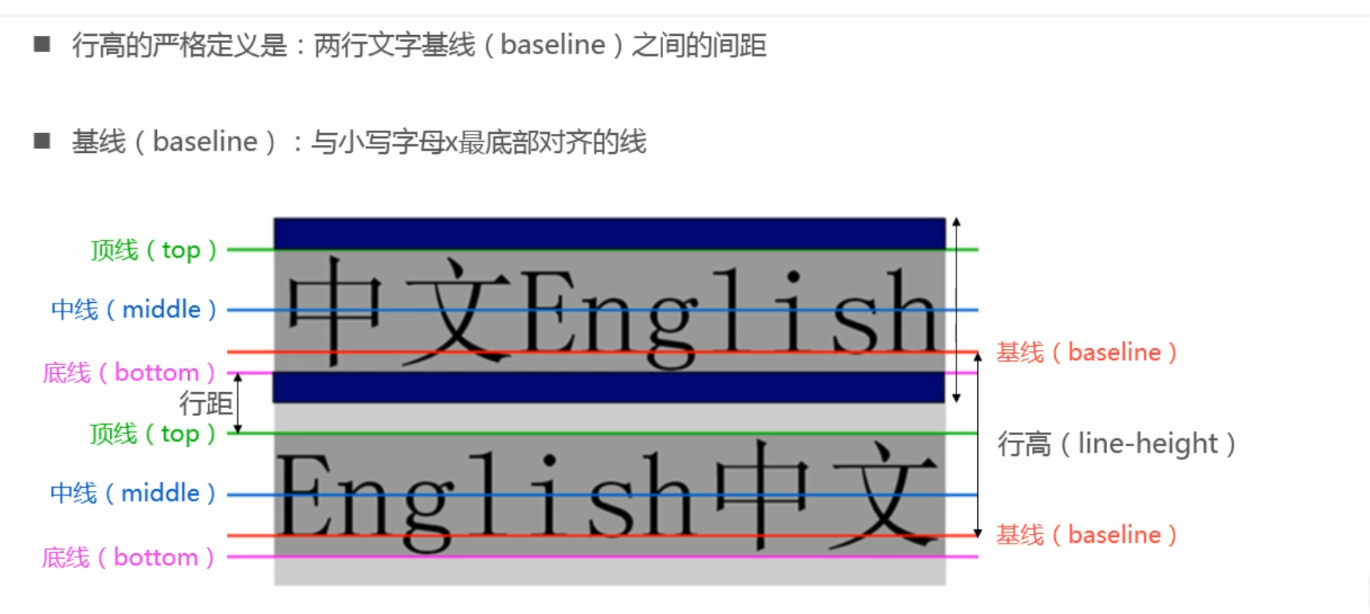 ■ 行高的严格定义是：两行文字基线（baseline）之间的间距
■ 基线（baseline）：与小写字母x最底部对齐的线
顶线（top）
中文English
中线（middle）
基线（baseline）
底线（bottom）
行距
顶线（top）
行高（line-height）
English中文
中线（middle）
基线（baseline）
底线（bottom）